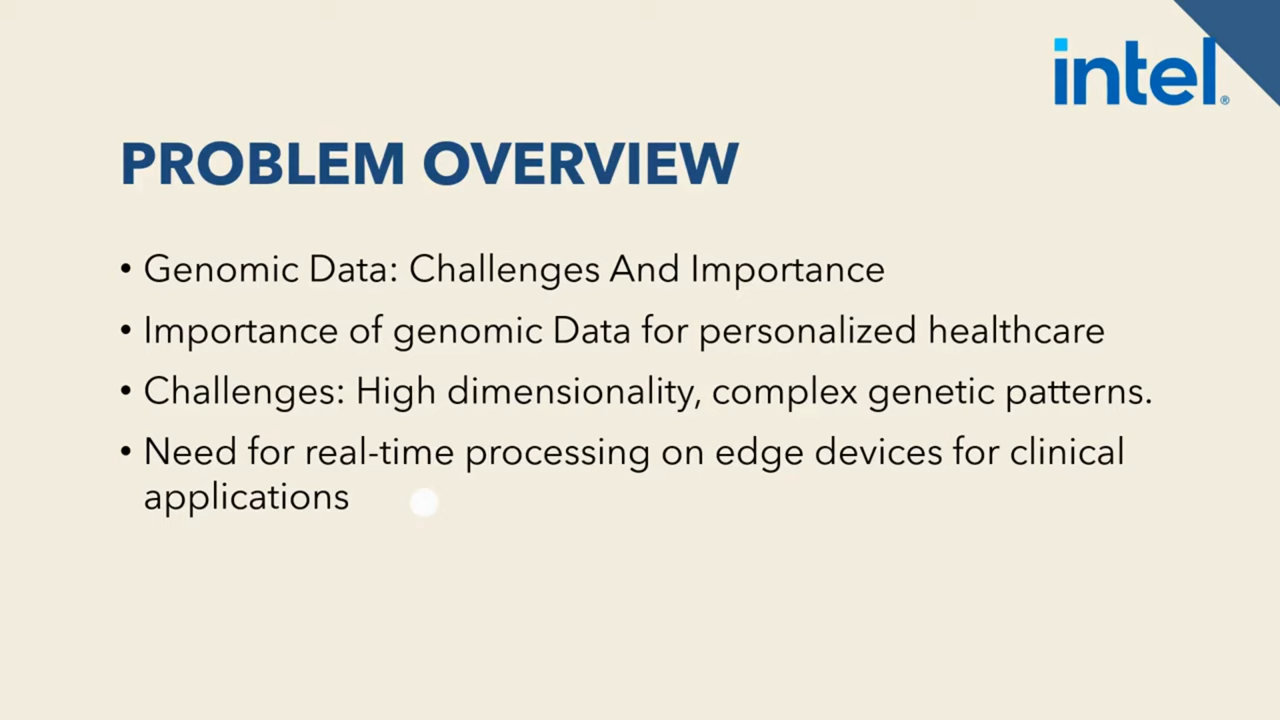 intel®
PROBLEM OVERVIEW
• Genomic Data: Challenges And Importance
• Importance of genomic Data for personalized healthcare
• Challenges: High dimensionality, complex genetic patterns.
• Need for real-time processing on edge devices for clinical
applications